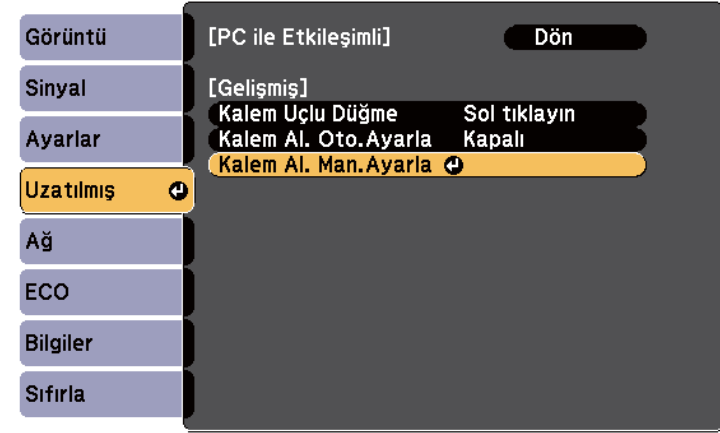 Görüntü
Sinyal
Ayarlar
Uzatılmış
Ağ
ECO
Bilgiler
Sıfırla
[PC ile Etkileşimli] Dön
[Gelişmiş]
Kalem Uçlu Düğme Sol tıklayın
Kalem Al. Oto.Ayarla Kapalı
Kalem Al. Man.Ayarla